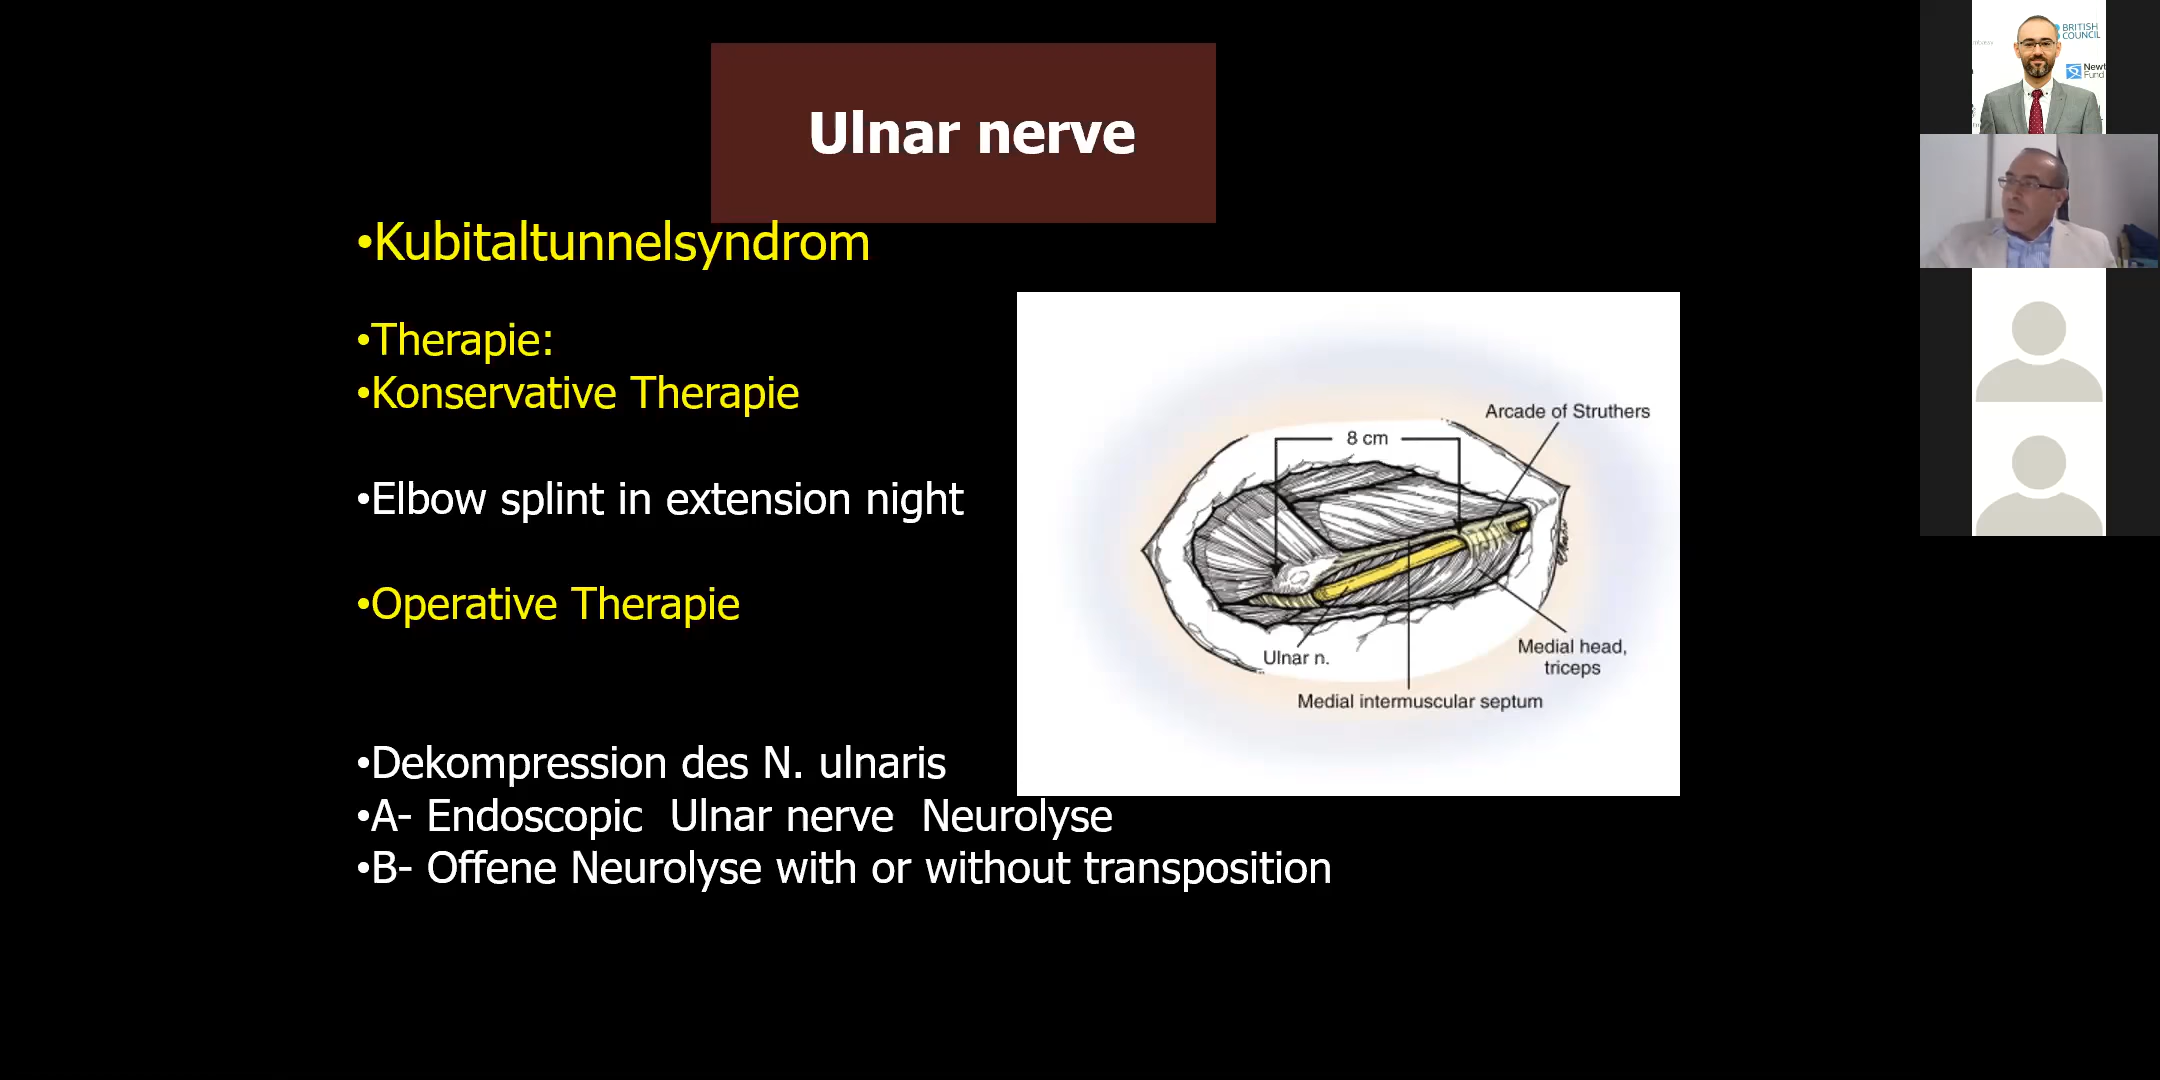 Ulnar nerve
•Kubitaltunnelsyndrom
•Therapie:
•Konservative Therapie
•Elbow splint in extension night
•Operative Therapie
•Dekompression des N. ulnaris
•A- Endoscopic  Ulnar nerve  Neurolyse
•B- Offene Neurolyse with or without transposition
Arcade of Struthers
8 cm
Ulnar n.
Medial head,
triceps
Medial intermuscular septum
BRITISH
COUNCIL
Fund